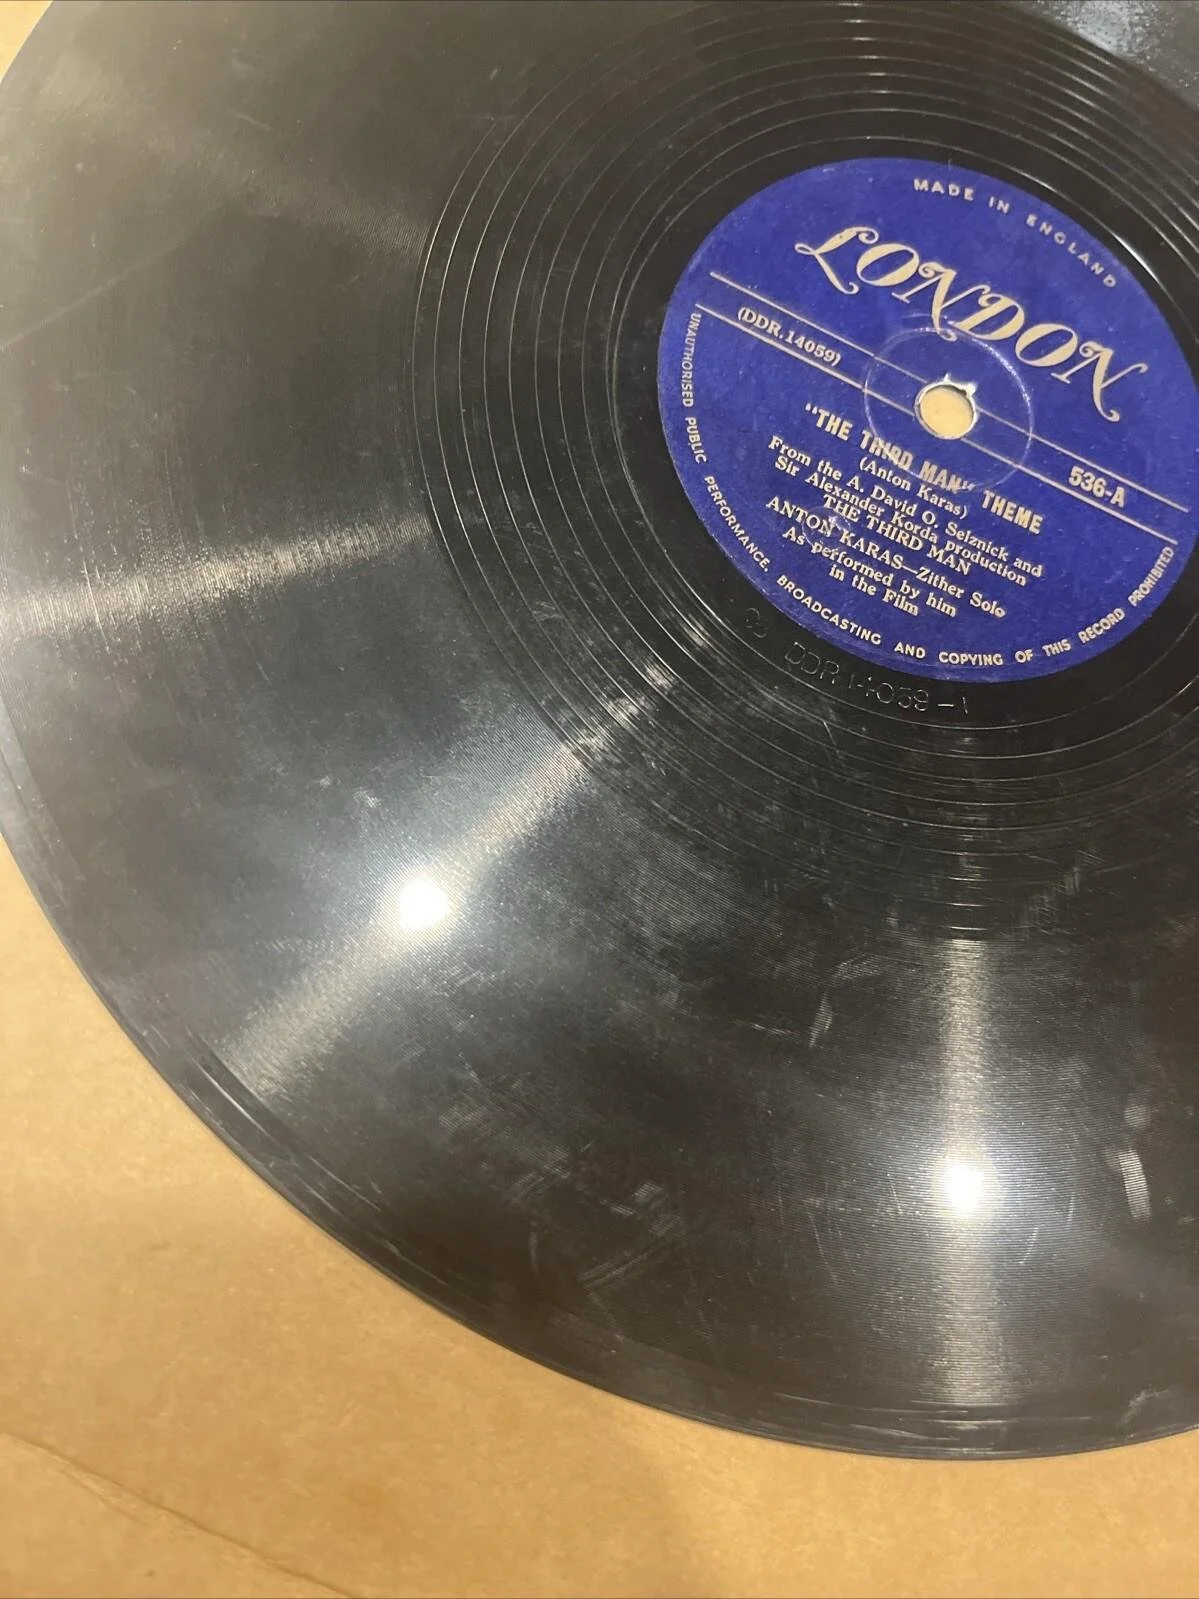 MADE IN ENGLAND
LONDON
(DDR.14059)
536-A
"THE THIRD MAN" THEME
(Anton Karas)
From the A. David O. Selznick and
Sir Alexander Korda production
THE THIRD MAN
ANTON KARAS—Zither Solo
As performed by him
in the Film
UNAUTHORISED PUBLIC PERFORMANCE, BROADCASTING AND COPYING OF THIS RECORD PROHIBITED
DDR 14059-1